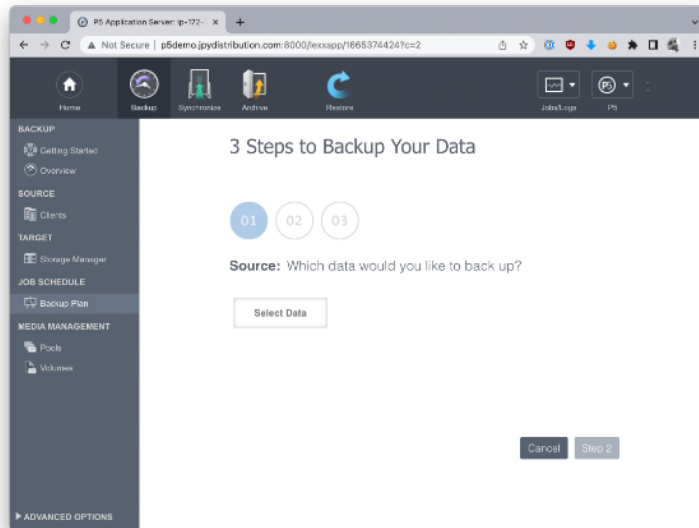 P5 Application Server: ip-172-
Not Secure | p5demo.jpydistribution.com:8000/lexxapp/1665374424?c=2
Home
Backup
Synchronize
Archive
Restore
Jobs/Logs
P5
BACKUP
Getting Started
Overview
SOURCE
Clients
TARGET
Storage Manager
JOB SCHEDULE
Backup Plan
MEDIA MANAGEMENT
Pools
Volumes
ADVANCED OPTIONS
3 Steps to Backup Your Data
01 02 03
Source: Which data would you like to back up?
Select Data
Cancel Step 2